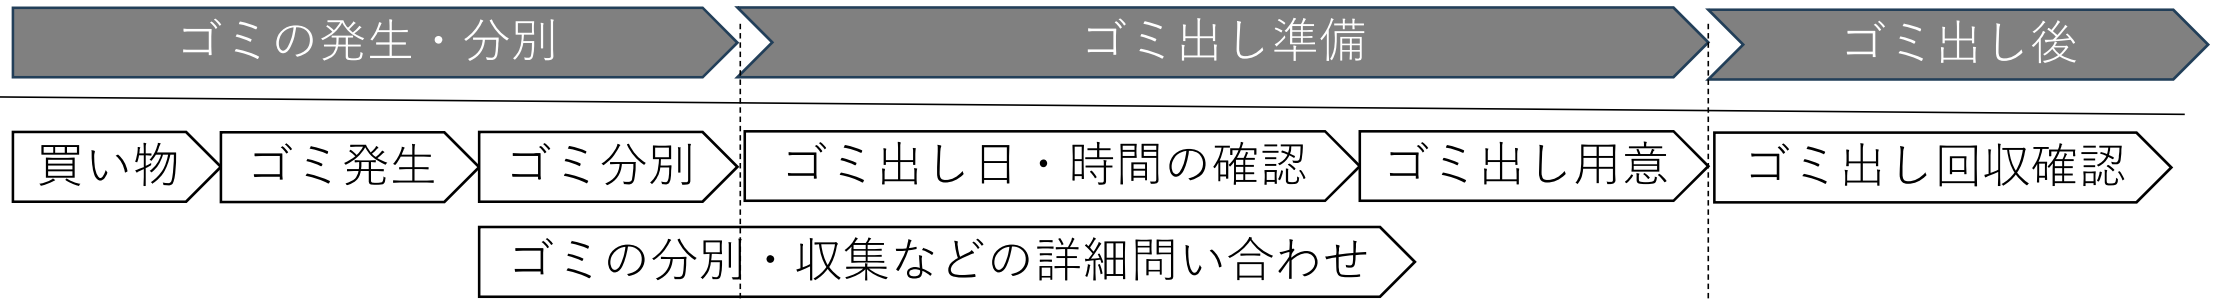 ゴミの発生・分別
ゴミ出し準備
ゴミ出し後
買い物
ゴミ発生
ゴミ分別
ゴミ出し日・時間の確認
ゴミ出し用意
ゴミ出し回収確認
ゴミの分別・収集などの詳細問い合わせ